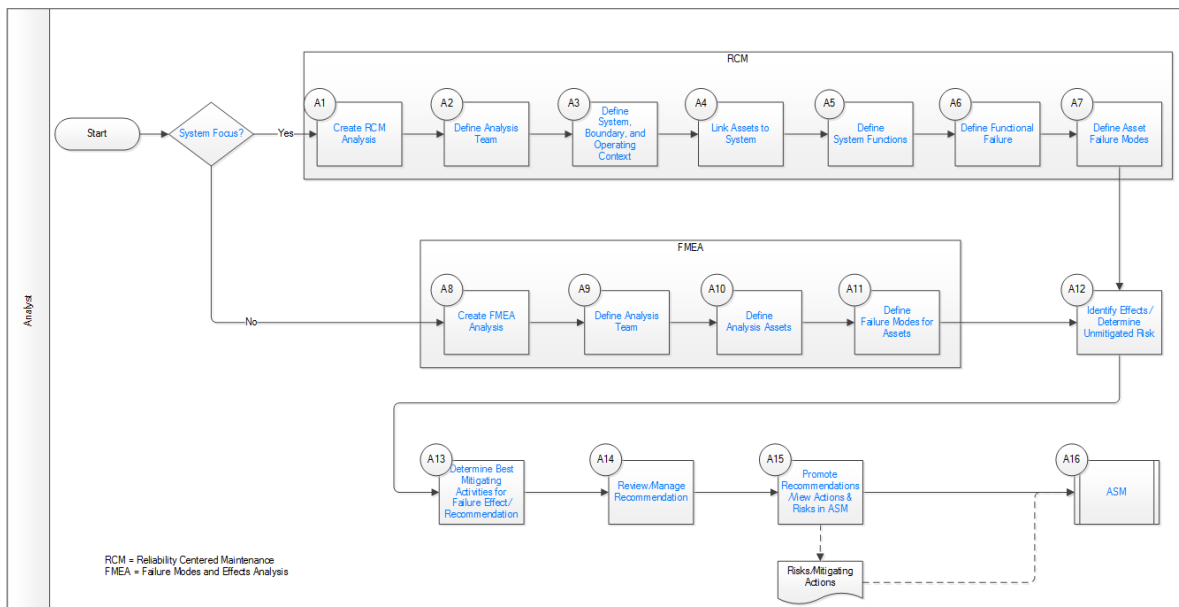 Analyst
Start
System Focus?
Yes
No
RCM
A1
Create RCM
Analysis
A2
Define Analysis
Team
A3
Define
System,
Boundary, and
Operating
Context
A4
Link Assets to
System
A5
Define
System Functions
A6
Define Functional
Failure
A7
Define Asset
Failure Modes
FMEA
A8
Create FMEA
Analysis
A9
Define Analysis
Team
A10
Define
Analysis Assets
A11
Define
Failure Modes for
Assets
A12
Identify Effects /
Determine
Unmitigated Risk
A13
Determine Best
Mitigating
Activities for
Failure Effect/
Recommendation
A14
Review/Manage
Recommendation
A15
Promote
Recommendations
/View Actions &
Risks in ASM
A16
ASM
Risks/Mitigating
Actions
RCM = Reliability Centered Maintenance
FMEA = Failure Modes and Effects Analysis